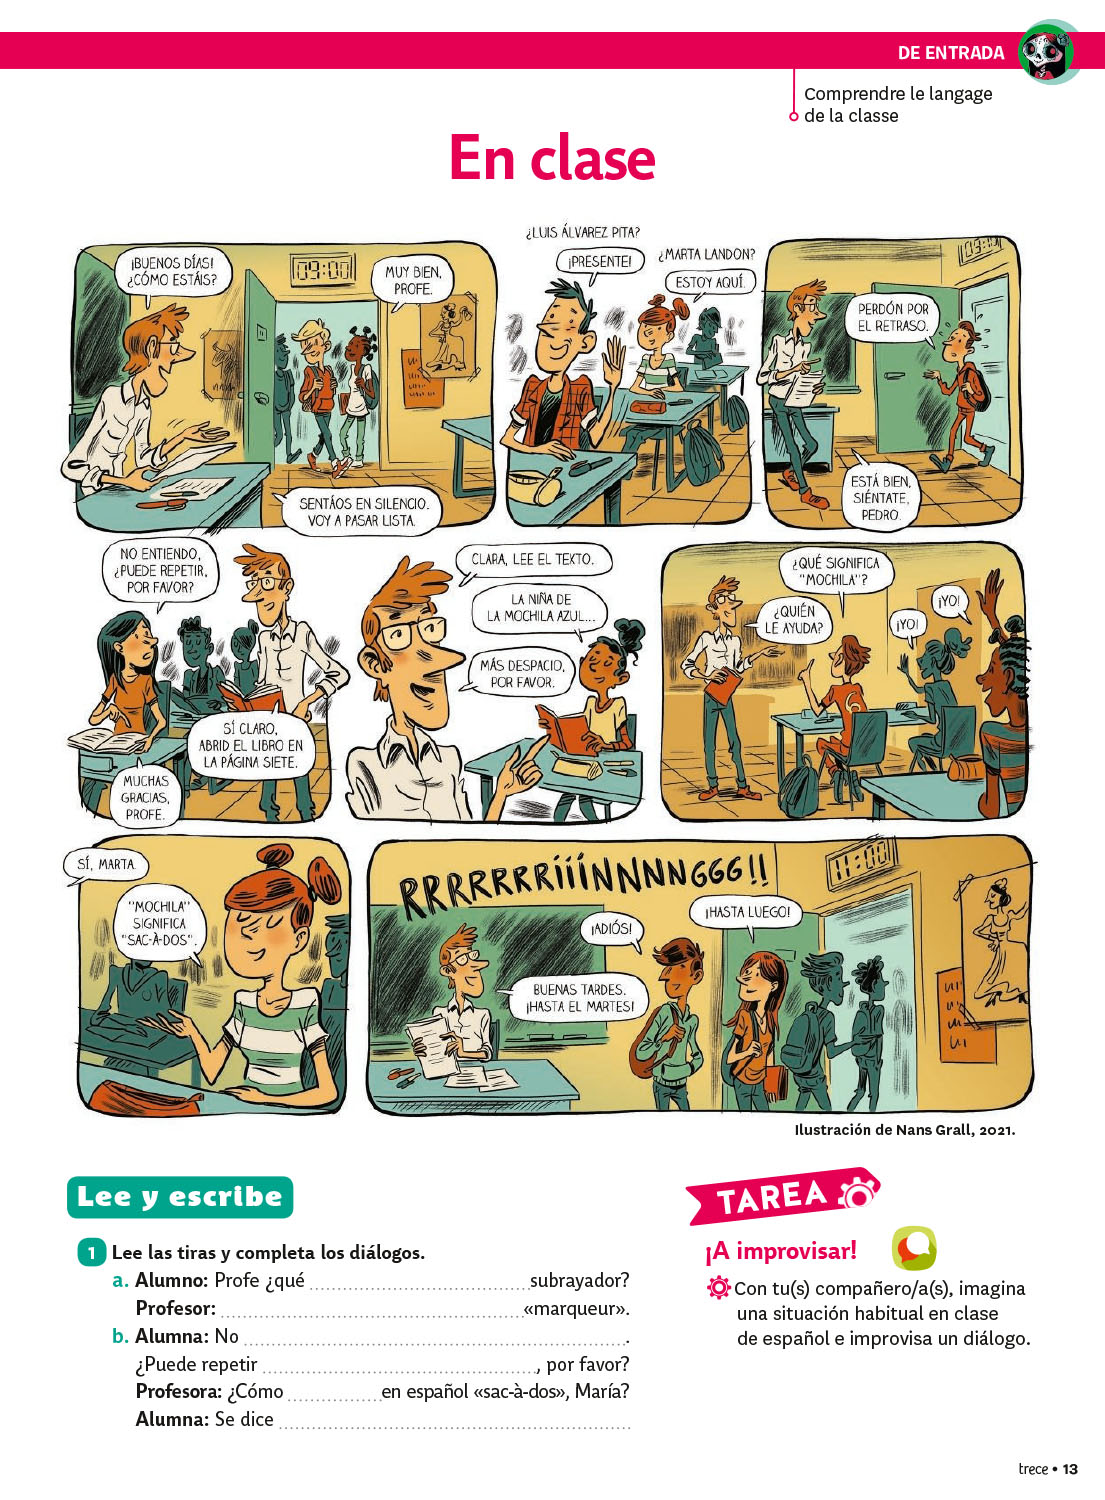 DE ENTRADA
Comprendre le langage
de la classe
En clase
¡BUENOS DÍAS!
¿CÓMO ESTÁIS?
09:00
MUY BIEN,
PROFE.
SENTÁOS EN SILENCIO.
VOY A PASAR LISTA.
¿LUIS ÁLVAREZ PITA?
¡PRESENTE!
¿MARTA LANDON?
ESTOY AQUÍ.
PERDÓN POR
EL RETRASO.
ESTÁ BIEN,
SIÉNTATE,
PEDRO.
NO ENTIENDO,
¿PUEDE REPETIR,
POR FAVOR?
SÍ CLARO,
ABRID EL LIBRO EN
LA PÁGINA SIETE.
MUCHAS
GRACIAS,
PROFE.
CLARA, LEE EL TEXTO.
LA NIÑA DE
LA MOCHILA AZUL...
MÁS DESPACIO,
POR FAVOR.
¿QUÉ SIGNIFICA
"MOCHILA"?
¿QUIÉN
LE AYUDA?
¡YO!
¡YO!
SÍ, MARTA.
"MOCHILA"
SIGNIFICA
"SAC-À-DOS".
RRRRRRRÍÍÍNNNNGGG!!
11:00
¡ADIÓS!
¡HASTA LUEGO!
BUENAS TARDES.
¡HASTA EL MARTES!
Ilustración de Nans Grall, 2021.
Lee y escribe
1 Lee las tiras y completa los diálogos.
a. Alumno: Profe ¿qué ........ subrayador?
Profesor: ........ «marqueur».
b. Alumna: No ........ .
¿Puede repetir ........, por favor?
Profesora: ¿Cómo ........ en español «sac-à-dos», María?
Alumna: Se dice ........
TAREA
¡A improvisar!
Con tu(s) compañero/a(s), imagina
una situación habitual en clase
de español e improvisa un diálogo.
trece • 13